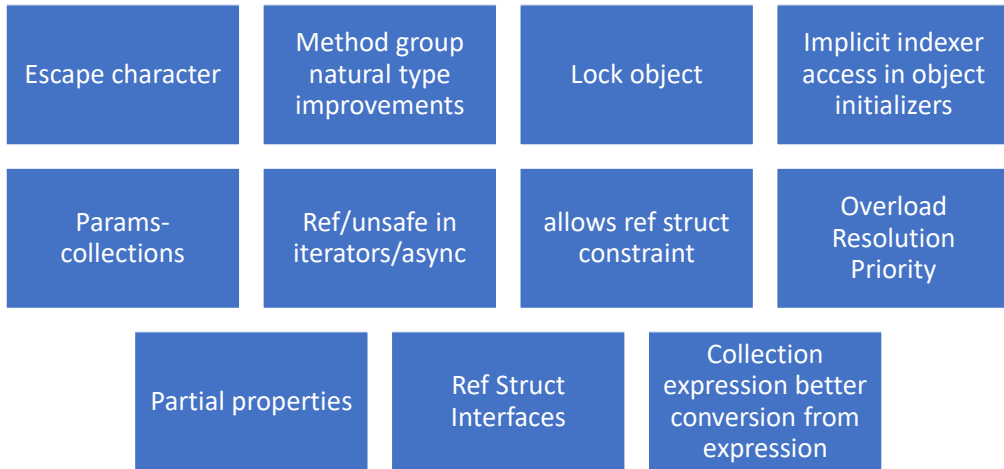 Escape character
Method group
natural type
improvements
Lock object
Implicit indexer
access in object
initializers
Params-
collections
Ref/unsafe in
iterators/async
allows ref struct
constraint
Overload
Resolution
Priority
Partial properties
Ref Struct
Interfaces
Collection
expression better
conversion from
expression